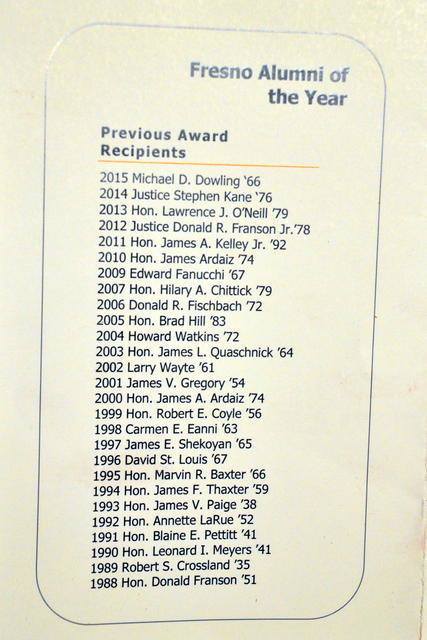 Fresno Alumni of
the Year
Previous Award
Recipients
2015 Michael D. Dowling ‘66
2014 Justice Stephen Kane ‘76
2013 Hon. Lawrence J. O’Neill ’79
2012 Justice Donald R. Franson Jr.’78
2011 Hon. James A. Kelley Jr. ’92
2010 Hon. James Ardaiz ’74
2009 Edward Fanucchi ’67
2007 Hon. Hilary A. Chittick ’79
2006 Donald R. Fischbach ’72
2005 Hon. Brad Hill ’83
2004 Howard Watkins ’72
2003 Hon. James L. Quaschnick ’64
2002 Larry Wayte ’61
2001 James V. Gregory ’54
2000 Hon. James A. Ardaiz ’74
1999 Hon. Robert E. Coyle ’56
1998 Carmen E. Eanni ’63
1997 James E. Shekoyan ’65
1996 David St. Louis ’67
1995 Hon. Marvin R. Baxter ’66
1994 Hon. James F. Thaxter ’59
1993 Hon. James V. Paige ’38
1992 Hon. Annette LaRue ’52
1991 Hon. Blaine E. Pettitt ’41
1990 Hon. Leonard I. Meyers ’41
1989 Robert S. Crossland ’35
1988 Hon. Donald Franson ’51